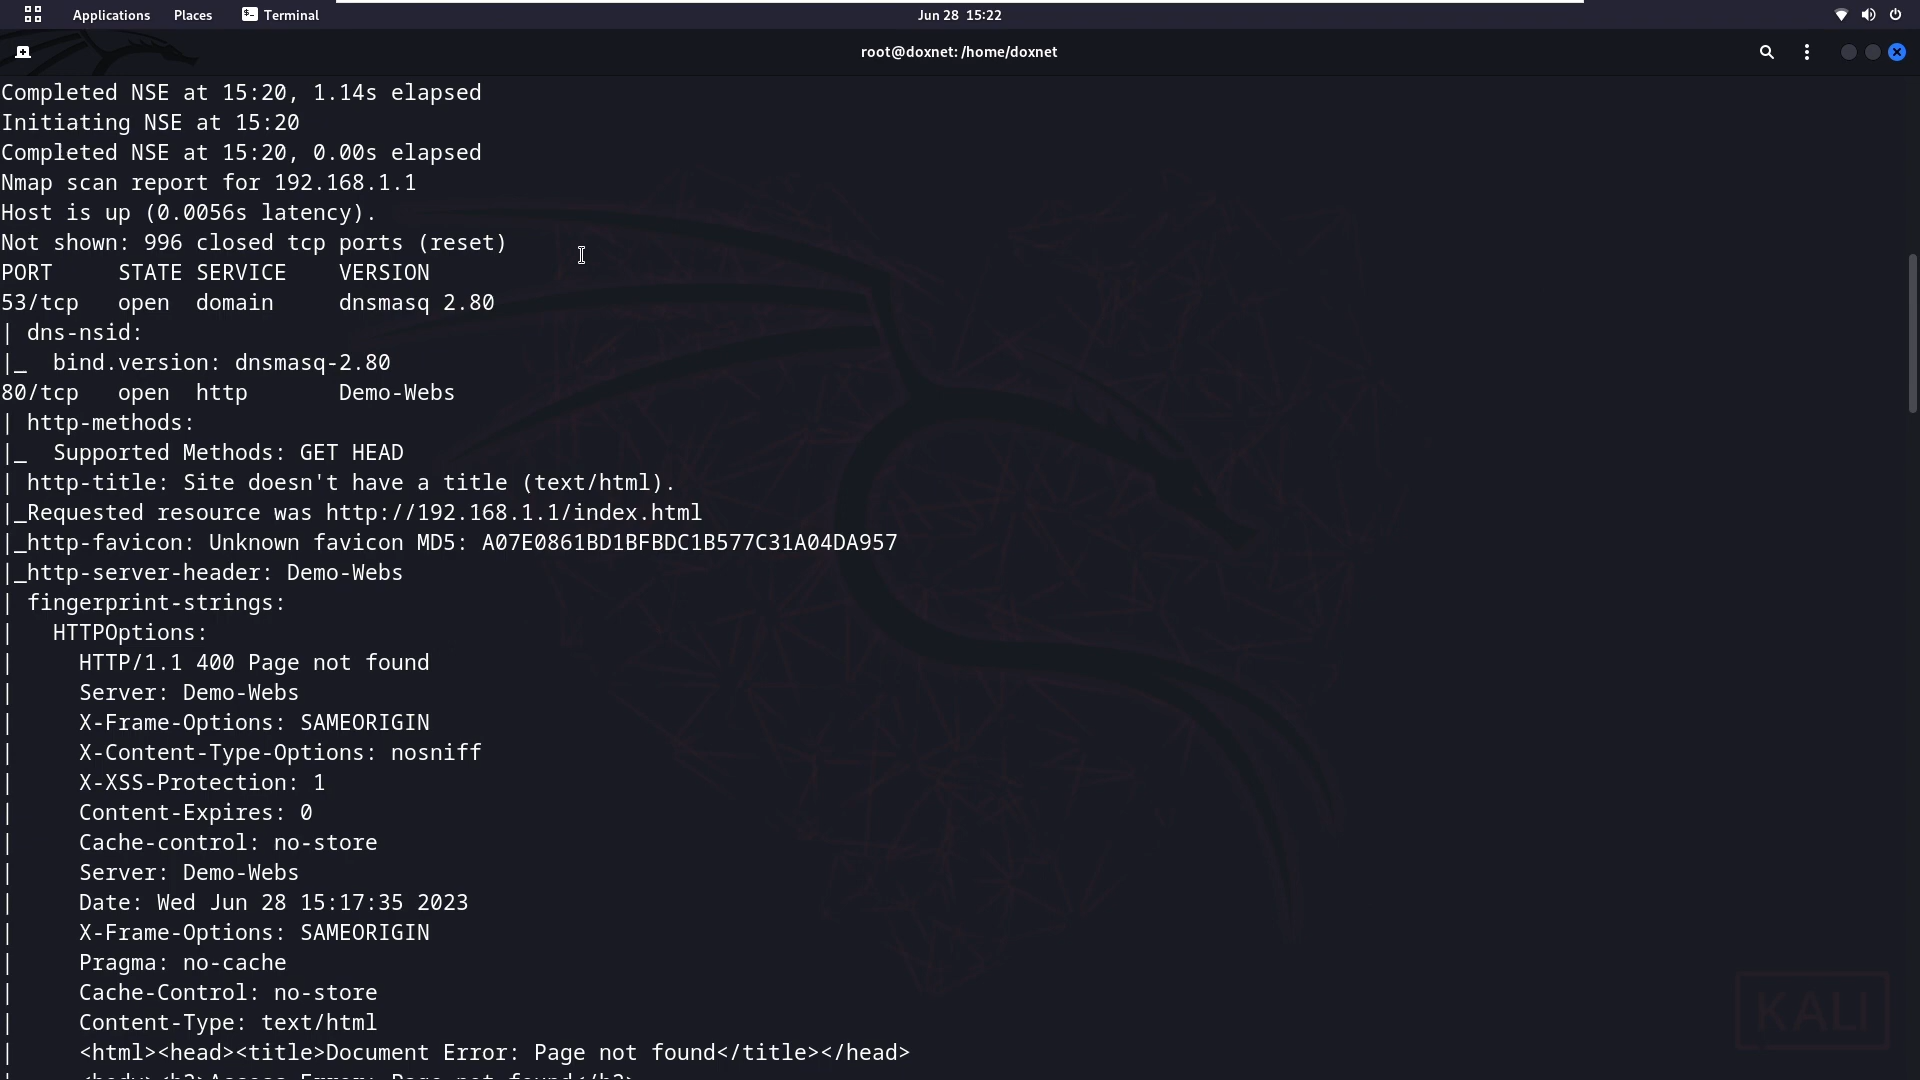 Applications Places Terminal Jun 28 15:22
root@doxnet: /home/doxnet
Completed NSE at 15:20, 1.14s elapsed
Initiating NSE at 15:20
Completed NSE at 15:20, 0.00s elapsed
Nmap scan report for 192.168.1.1
Host is up (0.0056s latency).
Not shown: 996 closed tcp ports (reset)
PORT     STATE SERVICE    VERSION
53/tcp   open  domain     dnsmasq 2.80
| dns-nsid:
|_  bind.version: dnsmasq-2.80
80/tcp   open  http       Demo-Webs
| http-methods:
|_  Supported Methods: GET HEAD
| http-title: Site doesn't have a title (text/html).
|_Requested resource was http://192.168.1.1/index.html
|_http-favicon: Unknown favicon MD5: A07E0861BD1BFBDC1B577C31A04DA957
|_http-server-header: Demo-Webs
| fingerprint-strings:
|   HTTPOptions:
|     HTTP/1.1 400 Page not found
|     Server: Demo-Webs
|     X-Frame-Options: SAMEORIGIN
|     X-Content-Type-Options: nosniff
|     X-XSS-Protection: 1
|     Content-Expires: 0
|     Cache-control: no-store
|     Server: Demo-Webs
|     Date: Wed Jun 28 15:17:35 2023
|     X-Frame-Options: SAMEORIGIN
|     Pragma: no-cache
|     Cache-Control: no-store
|     Content-Type: text/html
|     <html><head><title>Document Error: Page not found</title></head>
|     <body><h2>Access Error: Page not found</h2>
KALI